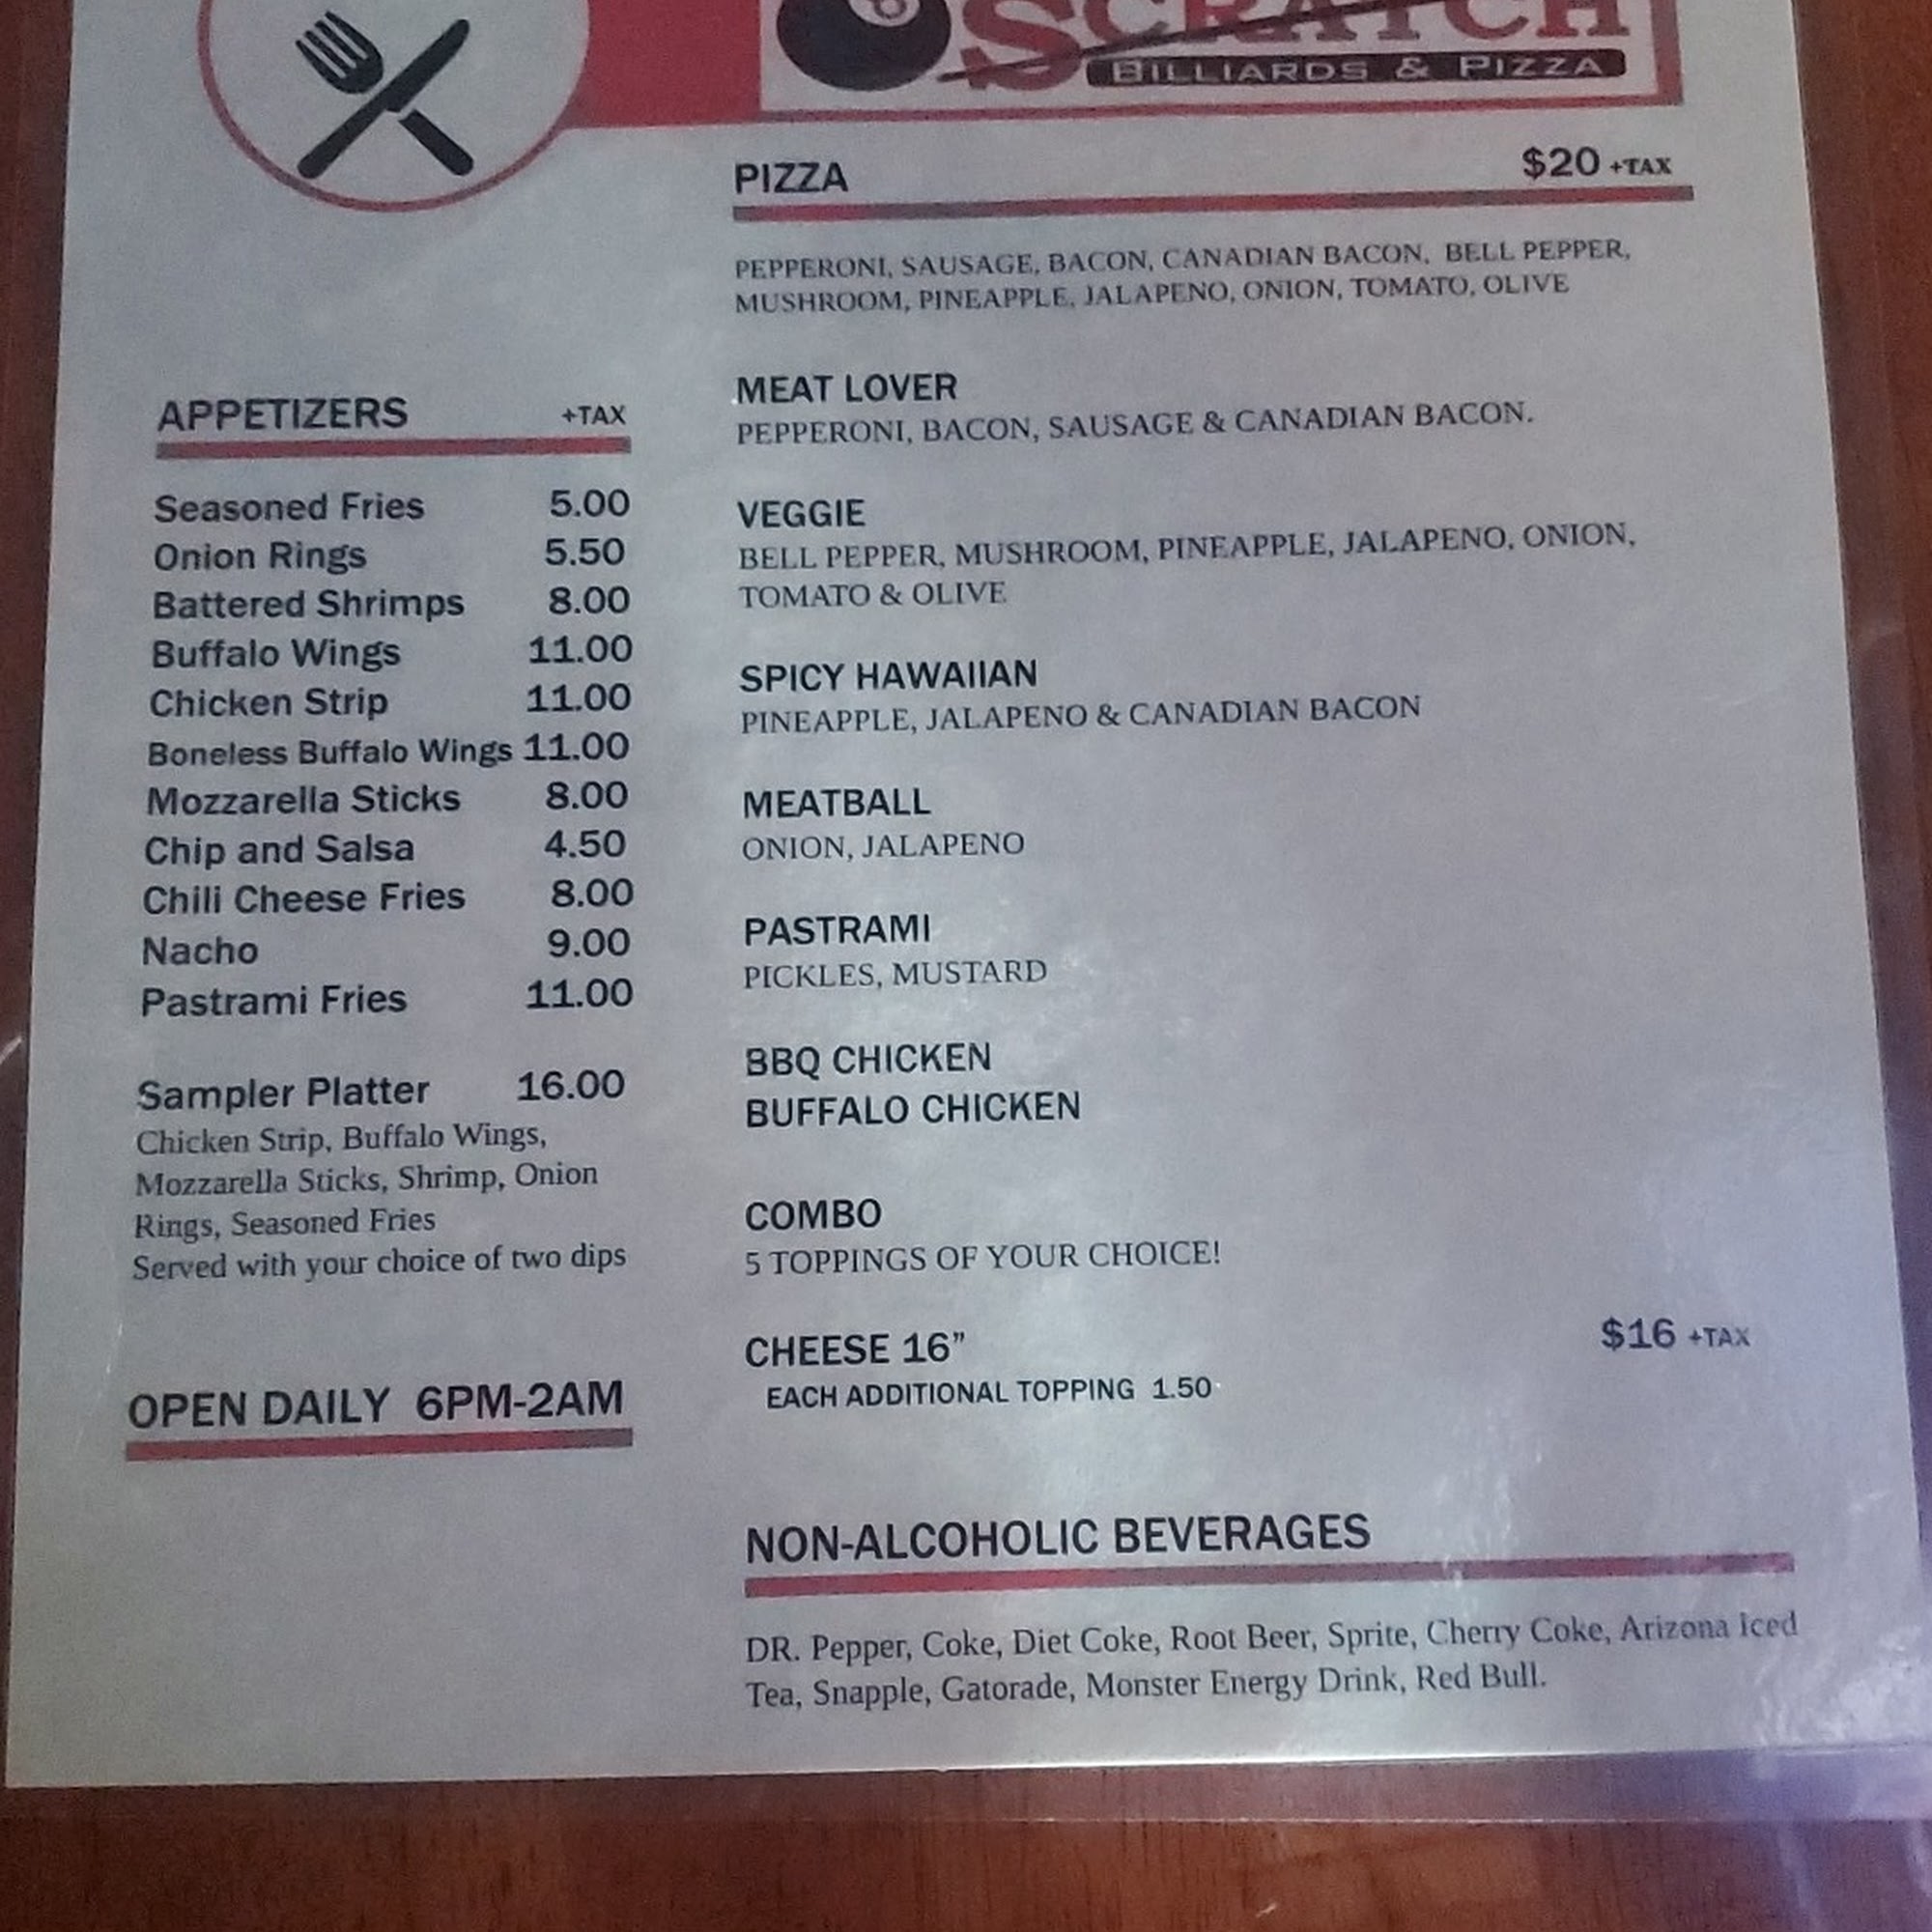 SCRATCH
BILLIARDS & PIZZA
PIZZA $20 +TAX
PEPPERONI, SAUSAGE, BACON, CANADIAN BACON, BELL PEPPER,
MUSHROOM, PINEAPPLE, JALAPENO, ONION, TOMATO, OLIVE
MEAT LOVER
PEPPERONI, BACON, SAUSAGE & CANADIAN BACON.
VEGGIE
BELL PEPPER, MUSHROOM, PINEAPPLE, JALAPENO, ONION,
TOMATO & OLIVE
SPICY HAWAIIAN
PINEAPPLE, JALAPENO & CANADIAN BACON
MEATBALL
ONION, JALAPENO
PASTRAMI
PICKLES, MUSTARD
BBQ CHICKEN
BUFFALO CHICKEN
COMBO
5 TOPPINGS OF YOUR CHOICE!
CHEESE 16” $16 +TAX
EACH ADDITIONAL TOPPING 1.50
NON-ALCOHOLIC BEVERAGES
DR. Pepper, Coke, Diet Coke, Root Beer, Sprite, Cherry Coke, Arizona Iced
Tea, Snapple, Gatorade, Monster Energy Drink, Red Bull.
APPETIZERS +TAX
Seasoned Fries 5.00
Onion Rings 5.50
Battered Shrimps 8.00
Buffalo Wings 11.00
Chicken Strip 11.00
Boneless Buffalo Wings 11.00
Mozzarella Sticks 8.00
Chip and Salsa 4.50
Chili Cheese Fries 8.00
Nacho 9.00
Pastrami Fries 11.00
Sampler Platter 16.00
Chicken Strip, Buffalo Wings,
Mozzarella Sticks, Shrimp, Onion
Rings, Seasoned Fries
Served with your choice of two dips
OPEN DAILY 6PM-2AM